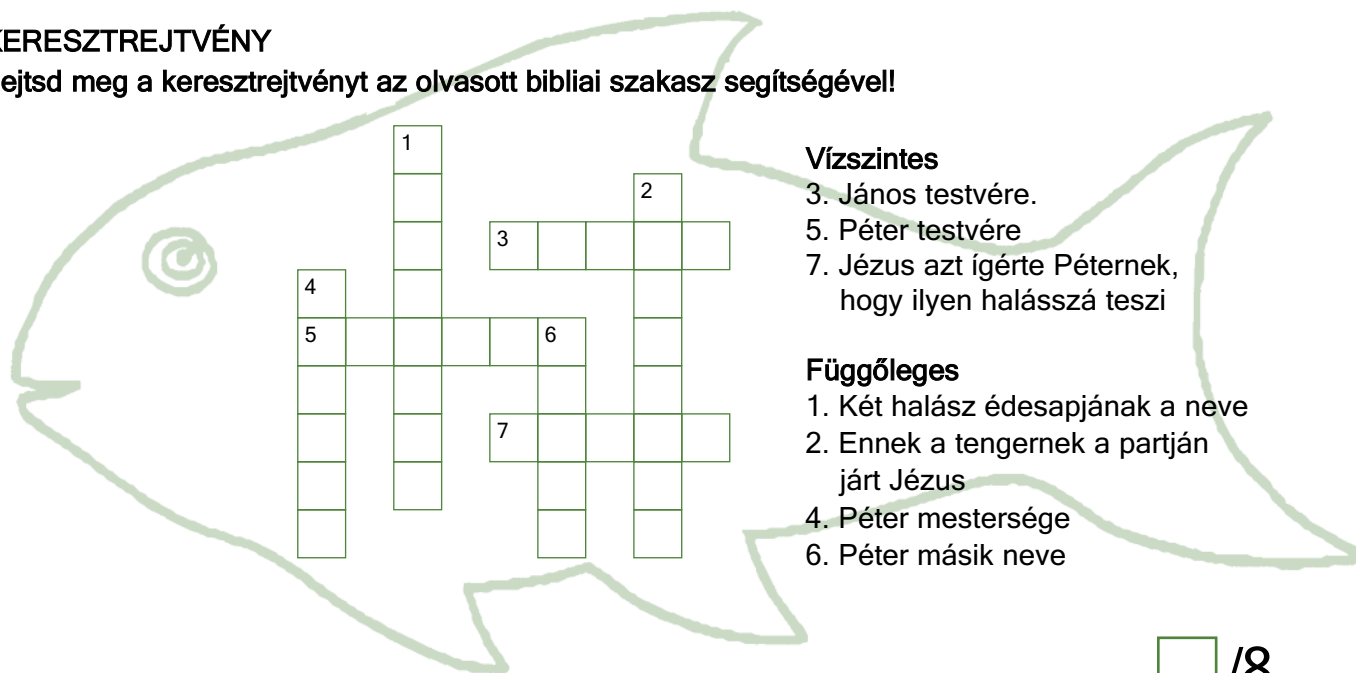 KERESZTREJTVÉNY
ejtsd meg a keresztrejtvényt az olvasott bibliai szakasz segítségével!
1
2
3
4
5
6
7
Vízszintes
3. János testvére.
5. Péter testvére
7. Jézus azt ígérte Péternek,
hogy ilyen halásszá teszi
Függőleges
1. Két halász édesapjának a neve
2. Ennek a tengernek a partján
járt Jézus
4. Péter mestersége
6. Péter másik neve
/8